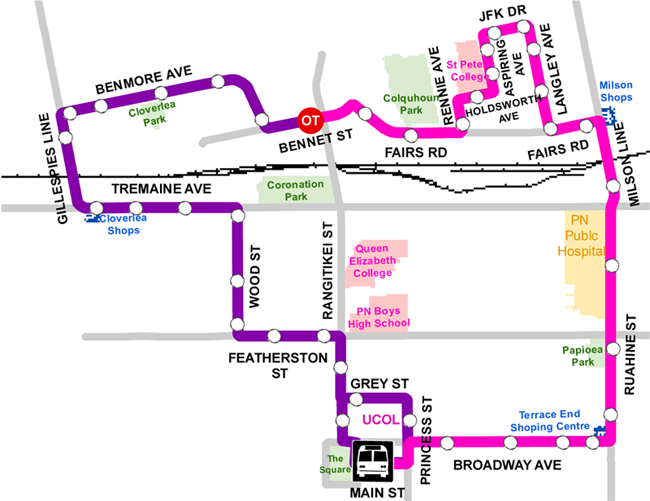 JFK DR
BENMORE AVE
RENNIE AVE
St Pete
College
ASPIRING
AVE
LANGLEY AVE
Milson
Shops
Cloverlea
Park
Colquhoun
Park
HOLDSWORTH
AVE
OT
BENNET ST
FAIRS RD
FAIRS RD
MILSON LINE
GILLESPIES LINE
TREMAINE AVE
Coronation
Park
Cloverlea
Shops
PN
Publc
Hospital
WOOD ST
RANGITIKEI ST
Queen
Elizabeth
College
PN Boys
High School
RUAHINE ST
FEATHERSTON
ST
Papioea
Park
GREY ST
UCOL
PRINCESS ST
Terrace End
Shoping Centre
The
Square
BROADWAY AVE
MAIN ST